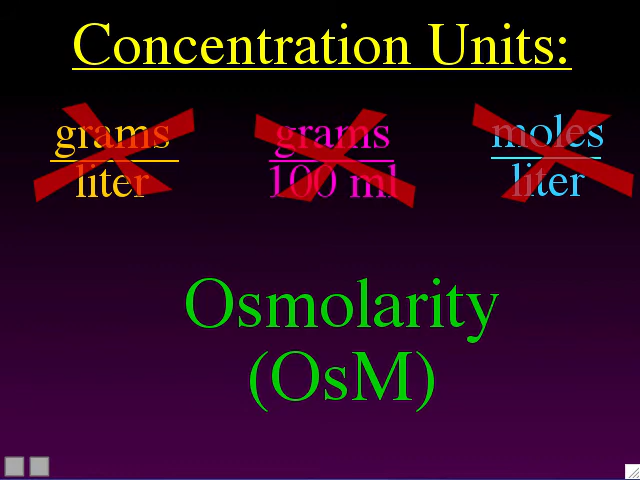 Concentration Units:
grams grams moles
liter 100 ml liter
Osmolarity
(OsM)